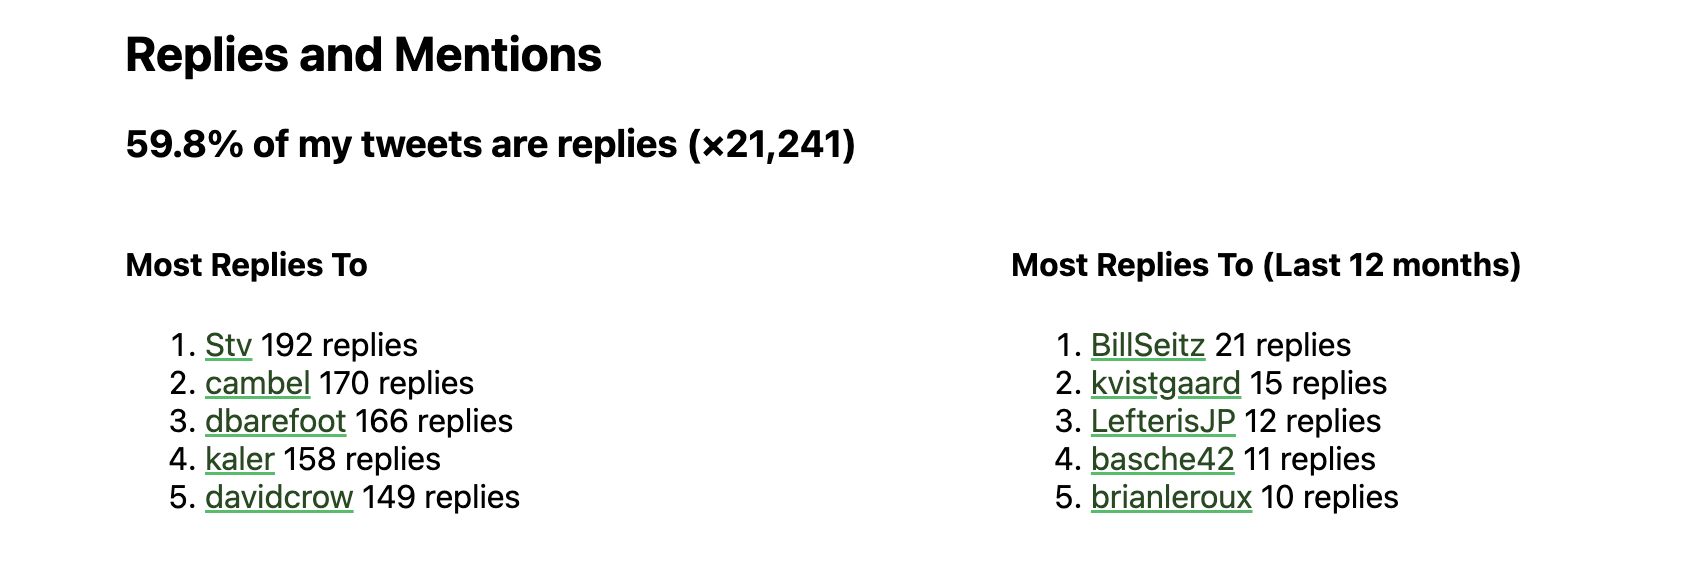 Replies and Mentions
59.8% of my tweets are replies (×21,241)
Most Replies To
1. Stv 192 replies
2. cambel 170 replies
3. dbarefoot 166 replies
4. kaler 158 replies
5. davidcrow 149 replies
Most Replies To (Last 12 months)
1. BillSeitz 21 replies
2. kvistgaard 15 replies
3. LefterisJP 12 replies
4. basche42 11 replies
5. brianleroux 10 replies